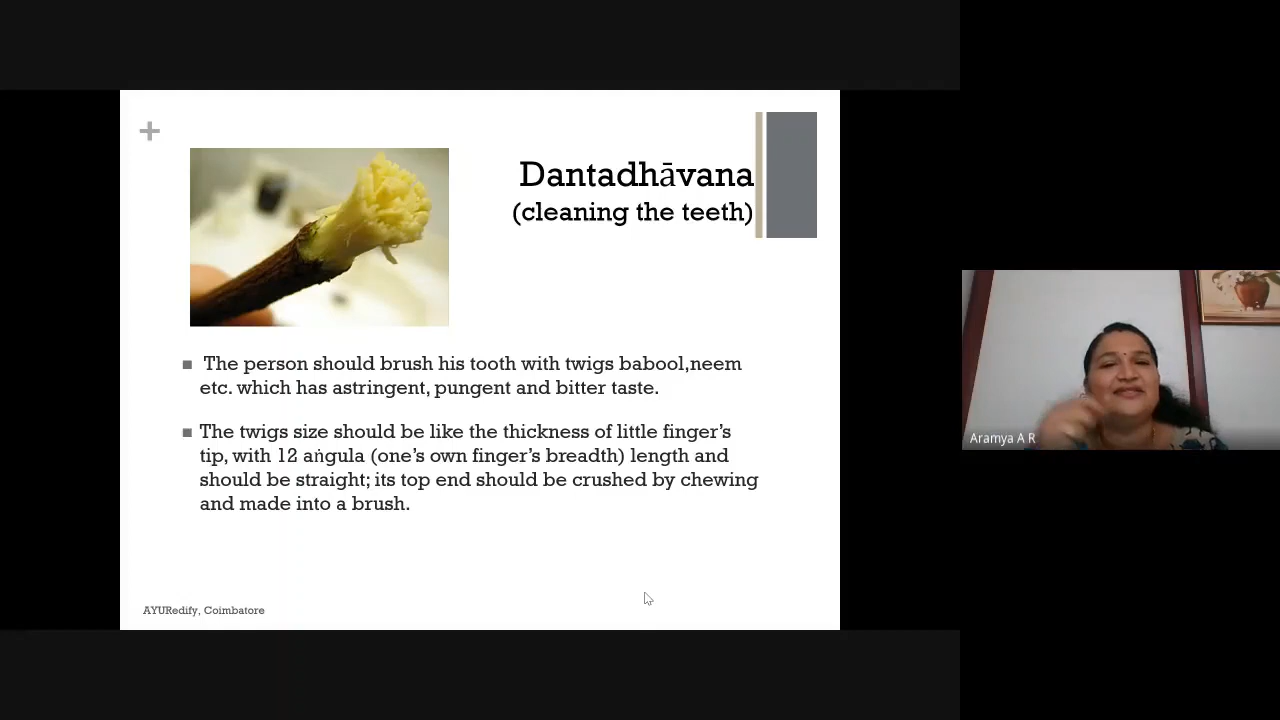 +
Dantadhāvana
(cleaning the teeth)
■ The person should brush his tooth with twigs babool,neem
etc. which has astringent, pungent and bitter taste.
■ The twigs size should be like the thickness of little finger's
tip, with 12 aṅgula (one's own finger's breadth) length and
should be straight; its top end should be crushed by chewing
and made into a brush.
AYURedify, Coimbatore
Aramya A R